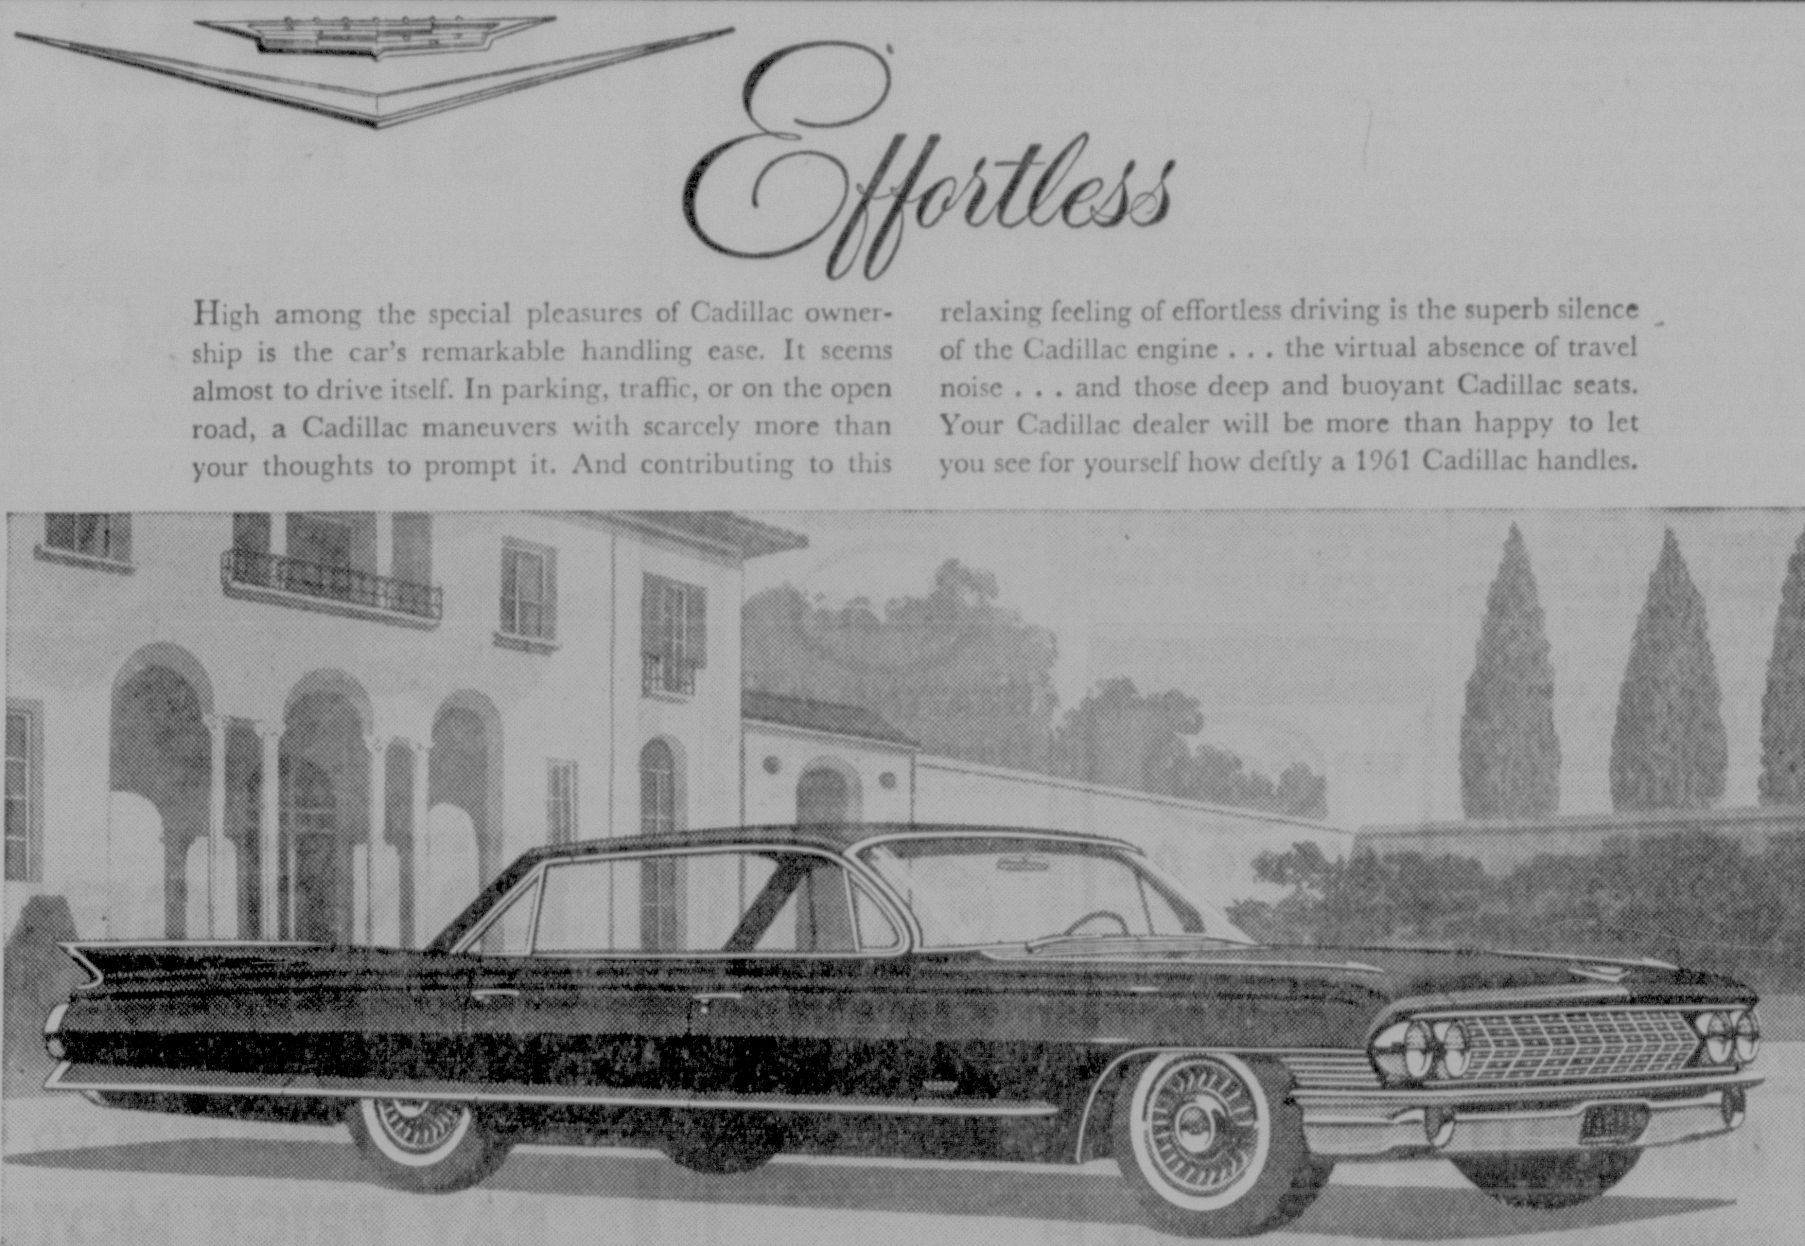 Effortless
High among the special pleasures of Cadillac owner-
ship is the car's remarkable handling ease. It seems
almost to drive itself. In parking, traffic, or on the open
road, a Cadillac maneuvers with scarcely more than
your thoughts to prompt it. And contributing to this
relaxing feeling of effortless driving is the superb silence
of the Cadillac engine . . . the virtual absence of travel
noise . . . and those deep and buoyant Cadillac seats.
Your Cadillac dealer will be more than happy to let
you see for yourself how deftly a 1961 Cadillac handles.